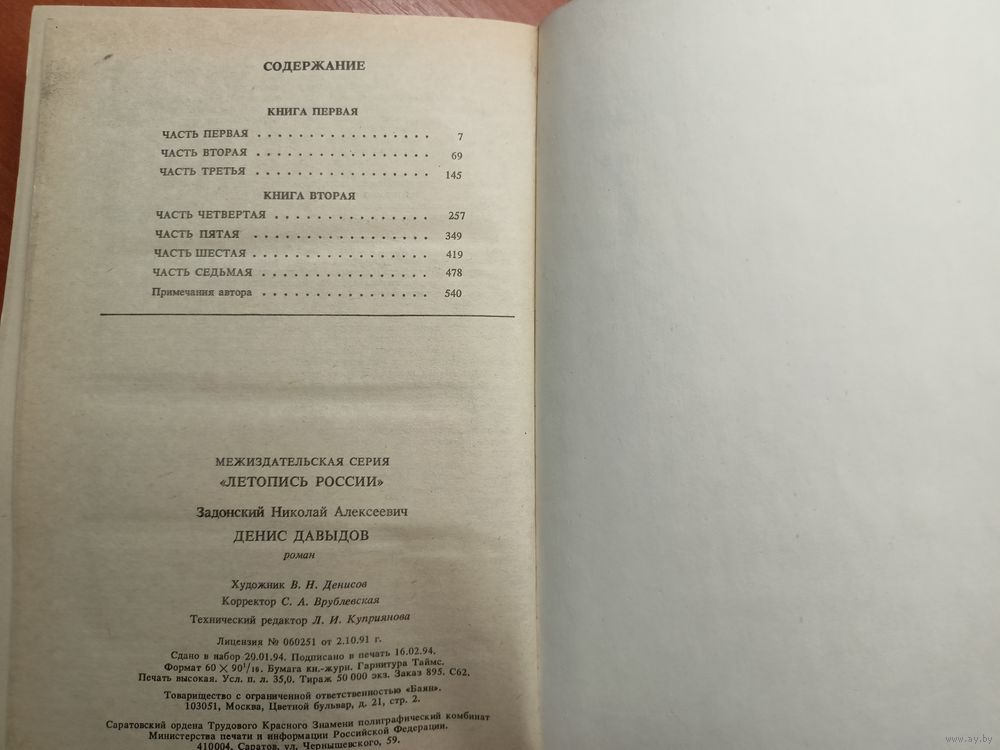 СОДЕРЖАНИЕ
КНИГА ПЕРВАЯ
ЧАСТЬ ПЕРВАЯ . . . . . . . . . . . . . . . . . 7
ЧАСТЬ ВТОРАЯ . . . . . . . . . . . . . . . . . 69
ЧАСТЬ ТРЕТЬЯ . . . . . . . . . . . . . . . . . 145
КНИГА ВТОРАЯ
ЧАСТЬ ЧЕТВЕРТАЯ . . . . . . . . . . . . . . . 257
ЧАСТЬ ПЯТАЯ . . . . . . . . . . . . . . . . . 349
ЧАСТЬ ШЕСТАЯ . . . . . . . . . . . . . . . . . 419
ЧАСТЬ СЕДЬМАЯ . . . . . . . . . . . . . . . . 478
Примечания автора . . . . . . . . . . . . . . . . 540
МЕЖИЗДАТЕЛЬСКАЯ СЕРИЯ
«ЛЕТОПИСЬ РОССИИ»
Задонский Николай Алексеевич
ДЕНИС ДАВЫДОВ
роман
Художник В. Н. Денисов
Корректор С. А. Врублевская
Технический редактор Л. И. Куприянова
Лицензия № 060251 от 2.10.91 г.
Сдано в набор 20.01.94. Подписано в печать 16.02.94.
Формат 60 × 90¹/₁₆. Бумага кн.-журн. Гарнитура Таймс.
Печать высокая. Усл. п. л. 35,0. Тираж 50 000 экз. Заказ 895. С62.
Товарищество с ограниченной ответственностью «Баян».
103051, Москва, Цветной бульвар, д. 21, стр. 2.
Саратовский ордена Трудового Красного Знамени полиграфический комбинат
Министерства печати и информации Российской Федерации.
410004, Саратов, ул. Чернышевского, 59.
www.ay.by